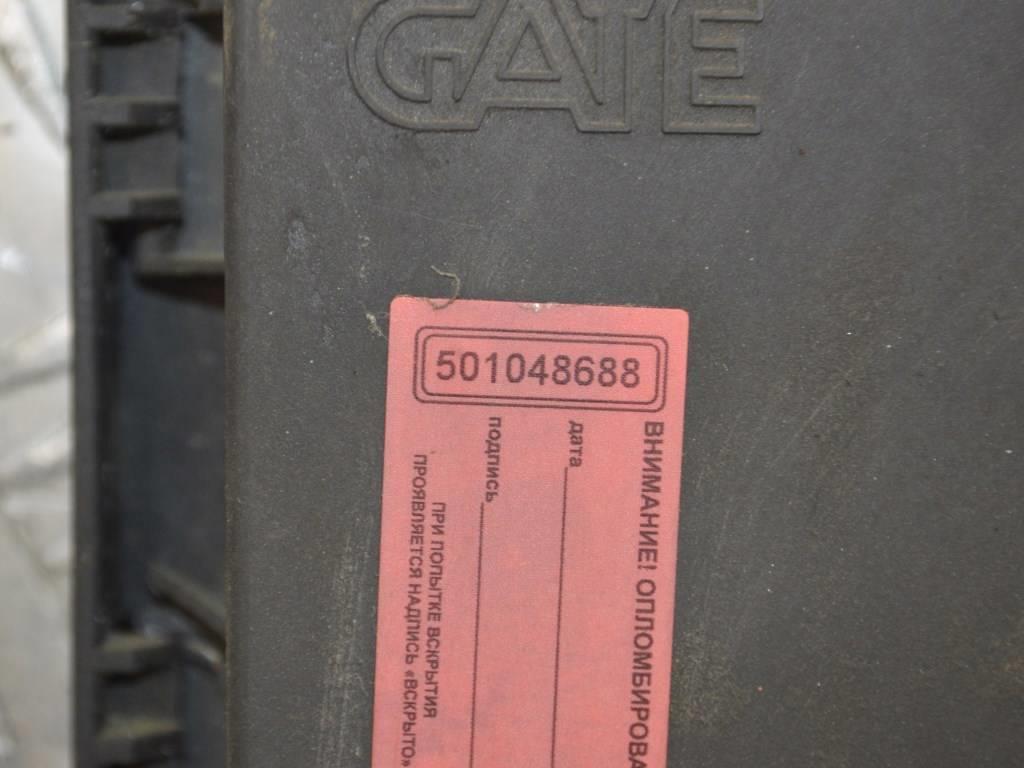 GATE
501048688
ВНИМАНИЕ! ОПЛОМБИРОВА
дата
подпись
ПРИ ПОПЫТКЕ ВСКРЫТИЯ
ПРОЯВЛЯЕТСЯ НАДПИСЬ «ВСКРЫТО»